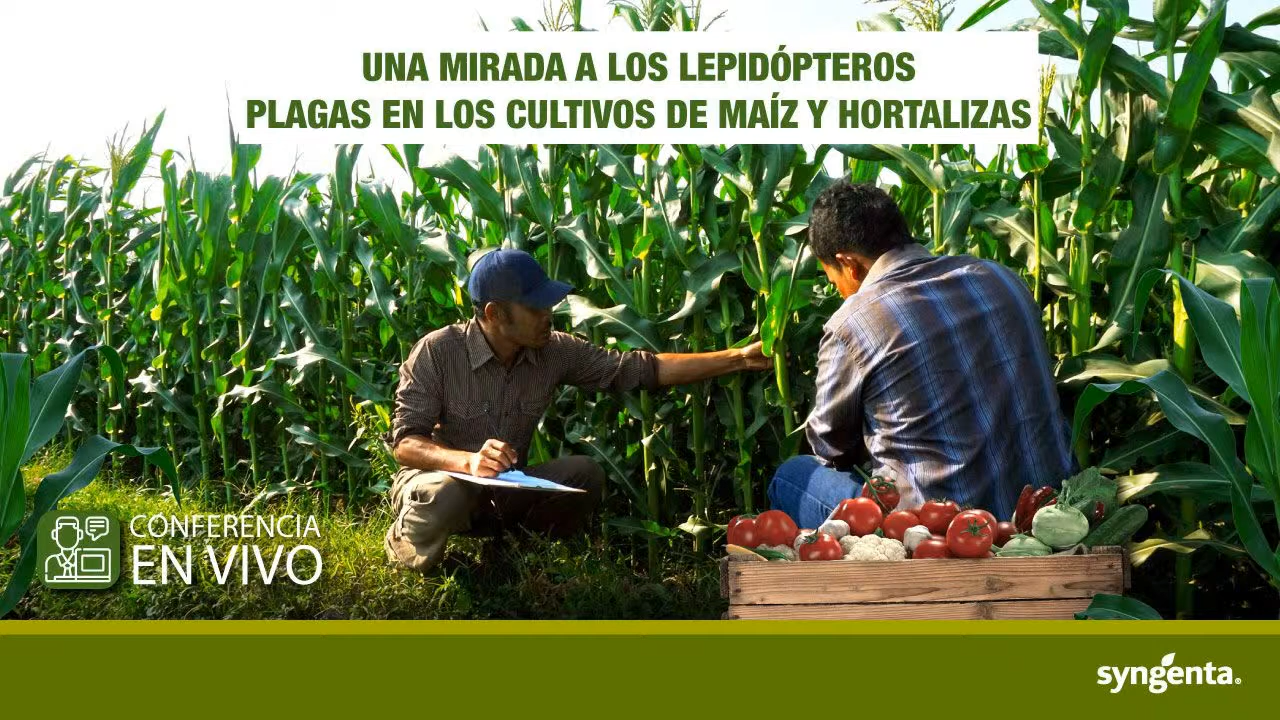 UNA MIRADA A LOS LEPIDÓPTEROS
PLAGAS EN LOS CULTIVOS DE MAÍZ Y HORTALIZAS
CONFERENCIA
EN VIVO
syngenta®